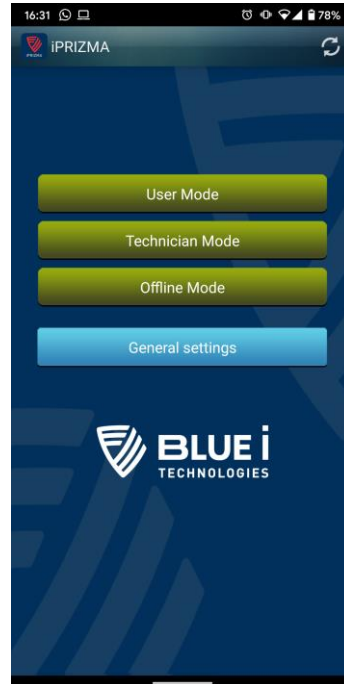 16:31 78%
iPRIZMA
User Mode
Technician Mode
Offline Mode
General settings
BLUE i
TECHNOLOGIES